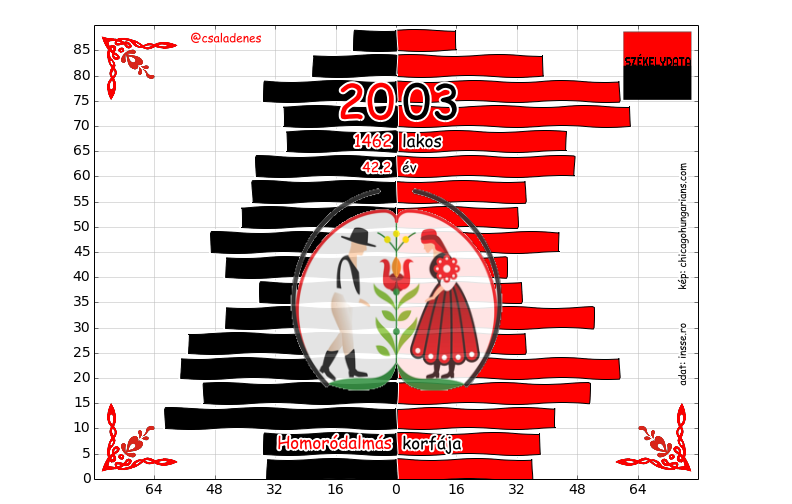 @csaladenes
SZÉKELYDATA
2003
1462 lakos
42.2 év
kép: chicagohungarians.com
adat: insse.ro
Homoródalmás korfája
85
80
75
70
65
60
55
50
45
40
35
30
25
20
15
10
5
0
64 48 32 16 0 16 32 48 64